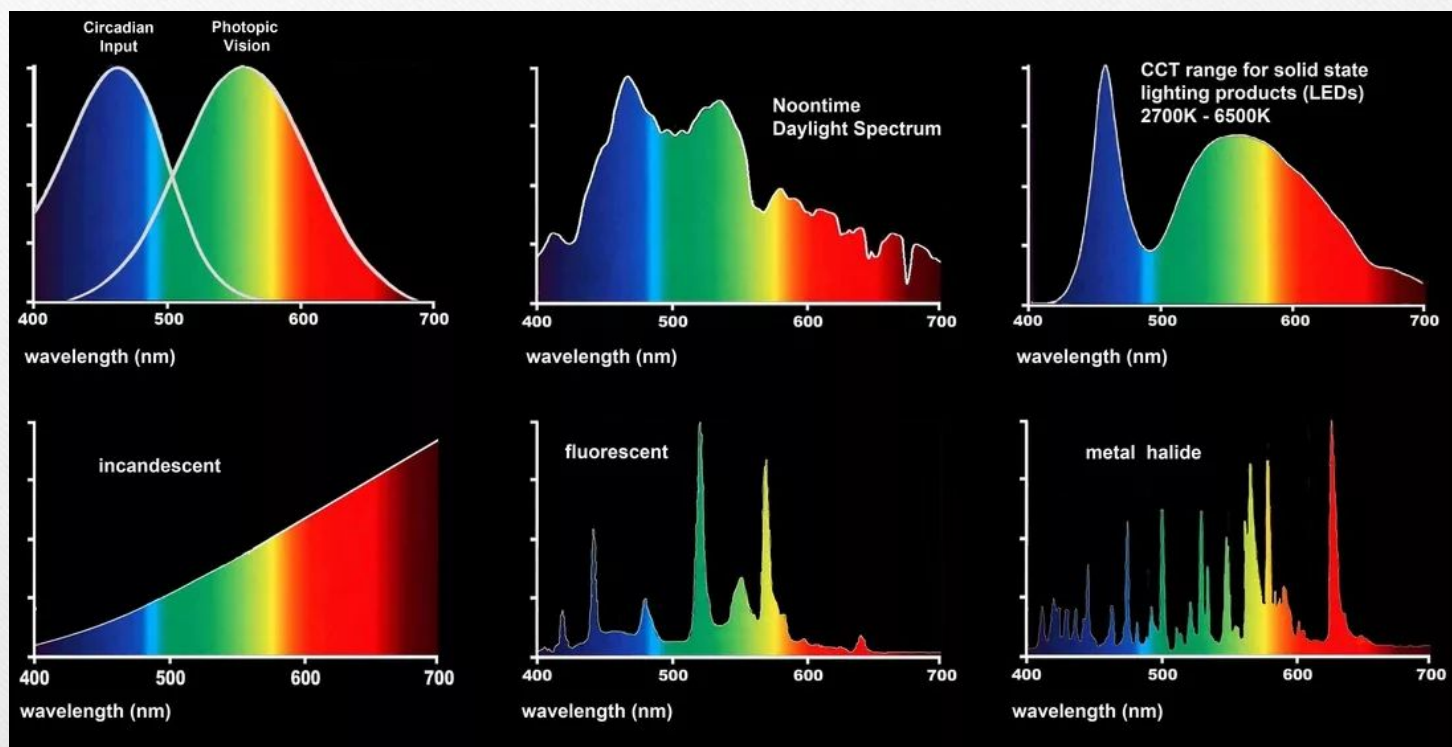 Circadian
Input
Photopic
Vision
400
500
600
700
wavelength (nm)
Noontime
Daylight Spectrum
400
500
600
700
wavelength (nm)
CCT range for solid state
lighting products (LEDs)
2700K - 6500K
400
500
600
700
wavelength (nm)
incandescent
400
500
600
700
wavelength (nm)
fluorescent
400
500
600
700
wavelength (nm)
metal halide
400
500
600
700
wavelength (nm)